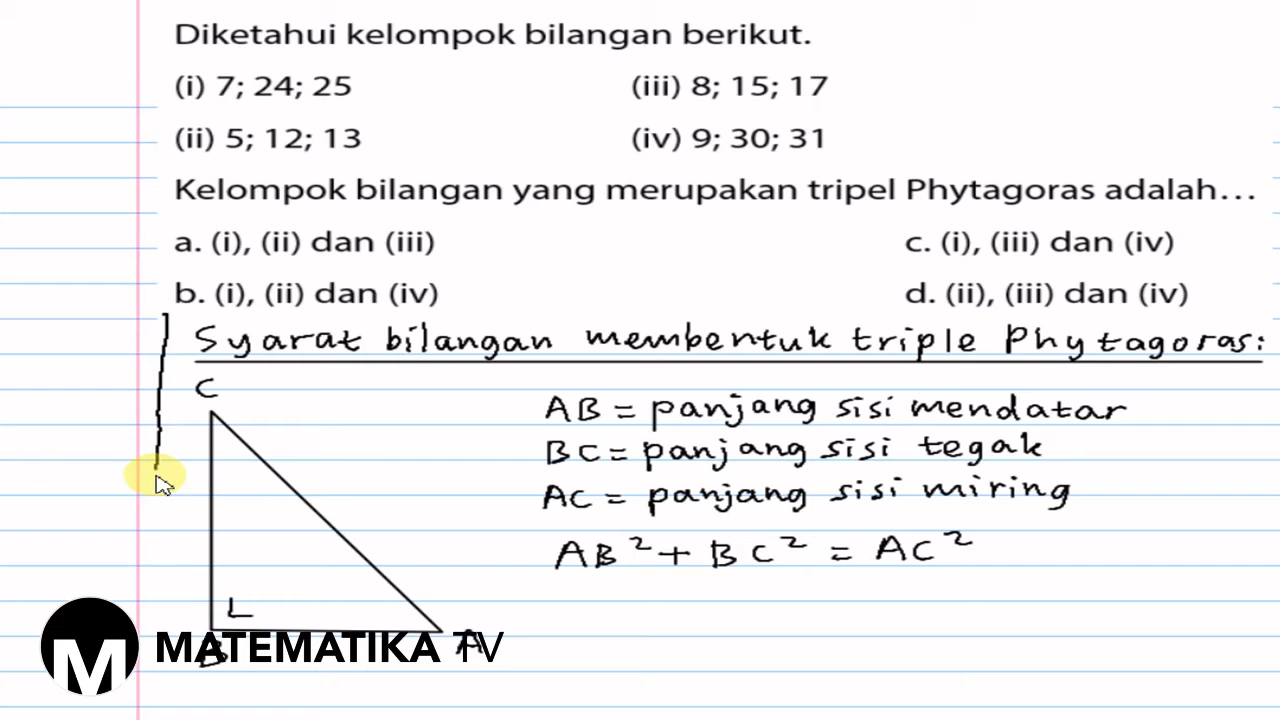 Diketahui kelompok bilangan berikut.
(i) 7; 24; 25 (iii) 8; 15; 17
(ii) 5; 12; 13 (iv) 9; 30; 31
Kelompok bilangan yang merupakan tripel Phytagoras adalah...
a. (i), (ii) dan (iii) c. (i), (iii) dan (iv)
b. (i), (ii) dan (iv) d. (ii), (iii) dan (iv)
Syarat bilangan membentuk triple Phytagoras:
C
AB = panjang sisi mendatar
BC = panjang sisi tegak
AC = panjang sisi miring
AB² + BC² = AC²
B A
M MATEMATIKA TV